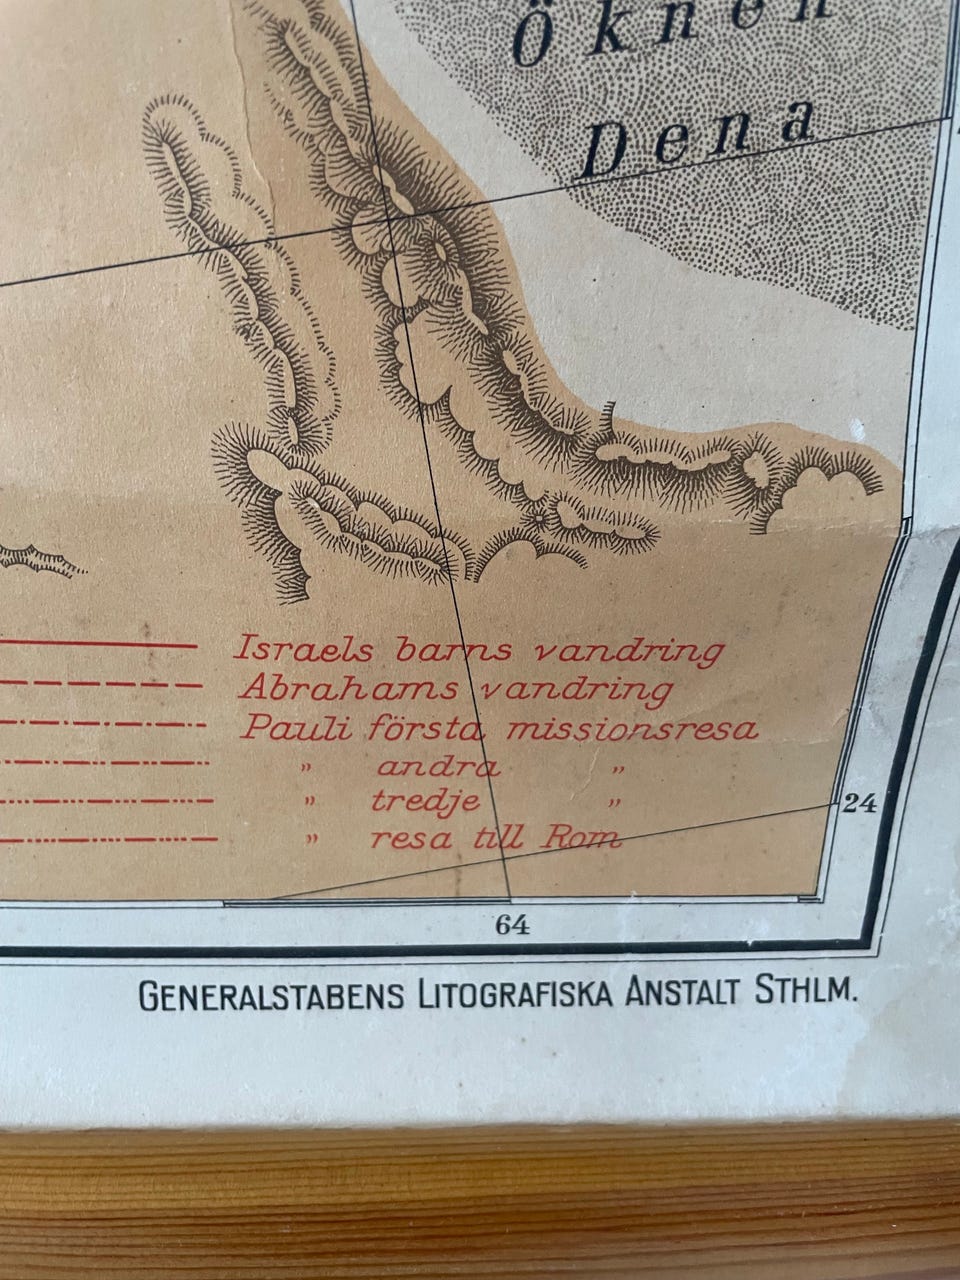 Öknen
Dena
Israels barns vandring
Abrahams vandring
Pauli första missionsresa
" andra "
" tredje "
" resa till Rom
24
64
GENERALSTABENS LITOGRAFISKA ANSTALT STHLM.